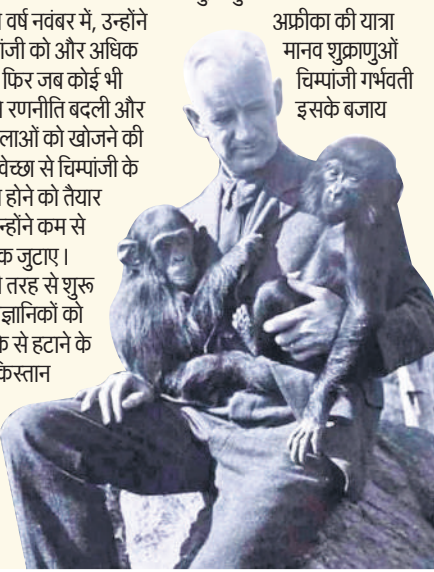 वर्ष नवंबर में, उन्होंने
को और अधिक
फिर जब कोई भी
रणनीति बदली और
को खोजने की
से चिम्पांजी के
होने को तैयार
कम से
जुटाए।
तरह से शुरू
को
से हटाने के
अफ्रीका की यात्रा
मानव शुक्राणुओं
चिम्पांजी गर्भवती
इसके बजाय